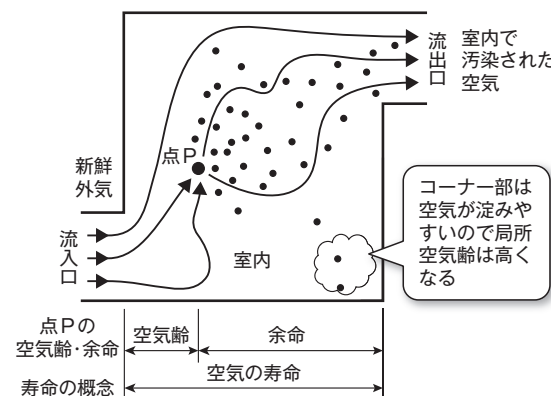 流出口
室内で
汚染された
空気
点P
新鮮
外気
流入口
室内
コーナー部は
空気が淀みや
すいので局所
空気齢は高く
なる
点Pの
空気齢・余命
空気齢
余命
寿命の概念
空気の寿命